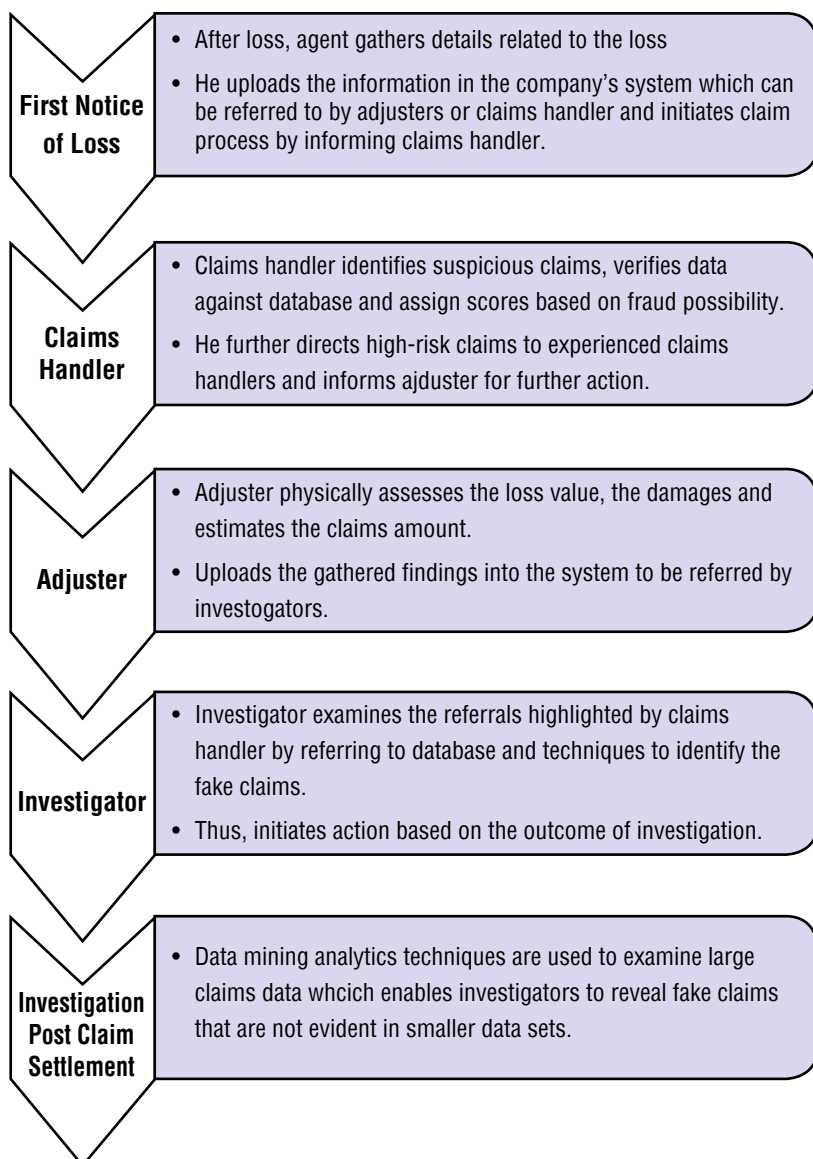 First Notice
of Loss
• After loss, agent gathers details related to the loss
• He uploads the information in the company's system which can
be referred to by adjusters or claims handler and initiates claim
process by informing claims handler.
Claims
Handler
• Claims handler identifies suspicious claims, verifies data
against database and assign scores based on fraud possibility.
• He further directs high-risk claims to experienced claims
handlers and informs ajduster for further action.
Adjuster
• Adjuster physically assesses the loss value, the damages and
estimates the claims amount.
• Uploads the gathered findings into the system to be referred by
investogators.
Investigator
• Investigator examines the referrals highlighted by claims
handler by referring to database and techniques to identify the
fake claims.
• Thus, initiates action based on the outcome of investigation.
Investigation
Post Claim
Settlement
• Data mining analytics techniques are used to examine large
claims data whcich enables investigators to reveal fake claims
that are not evident in smaller data sets.